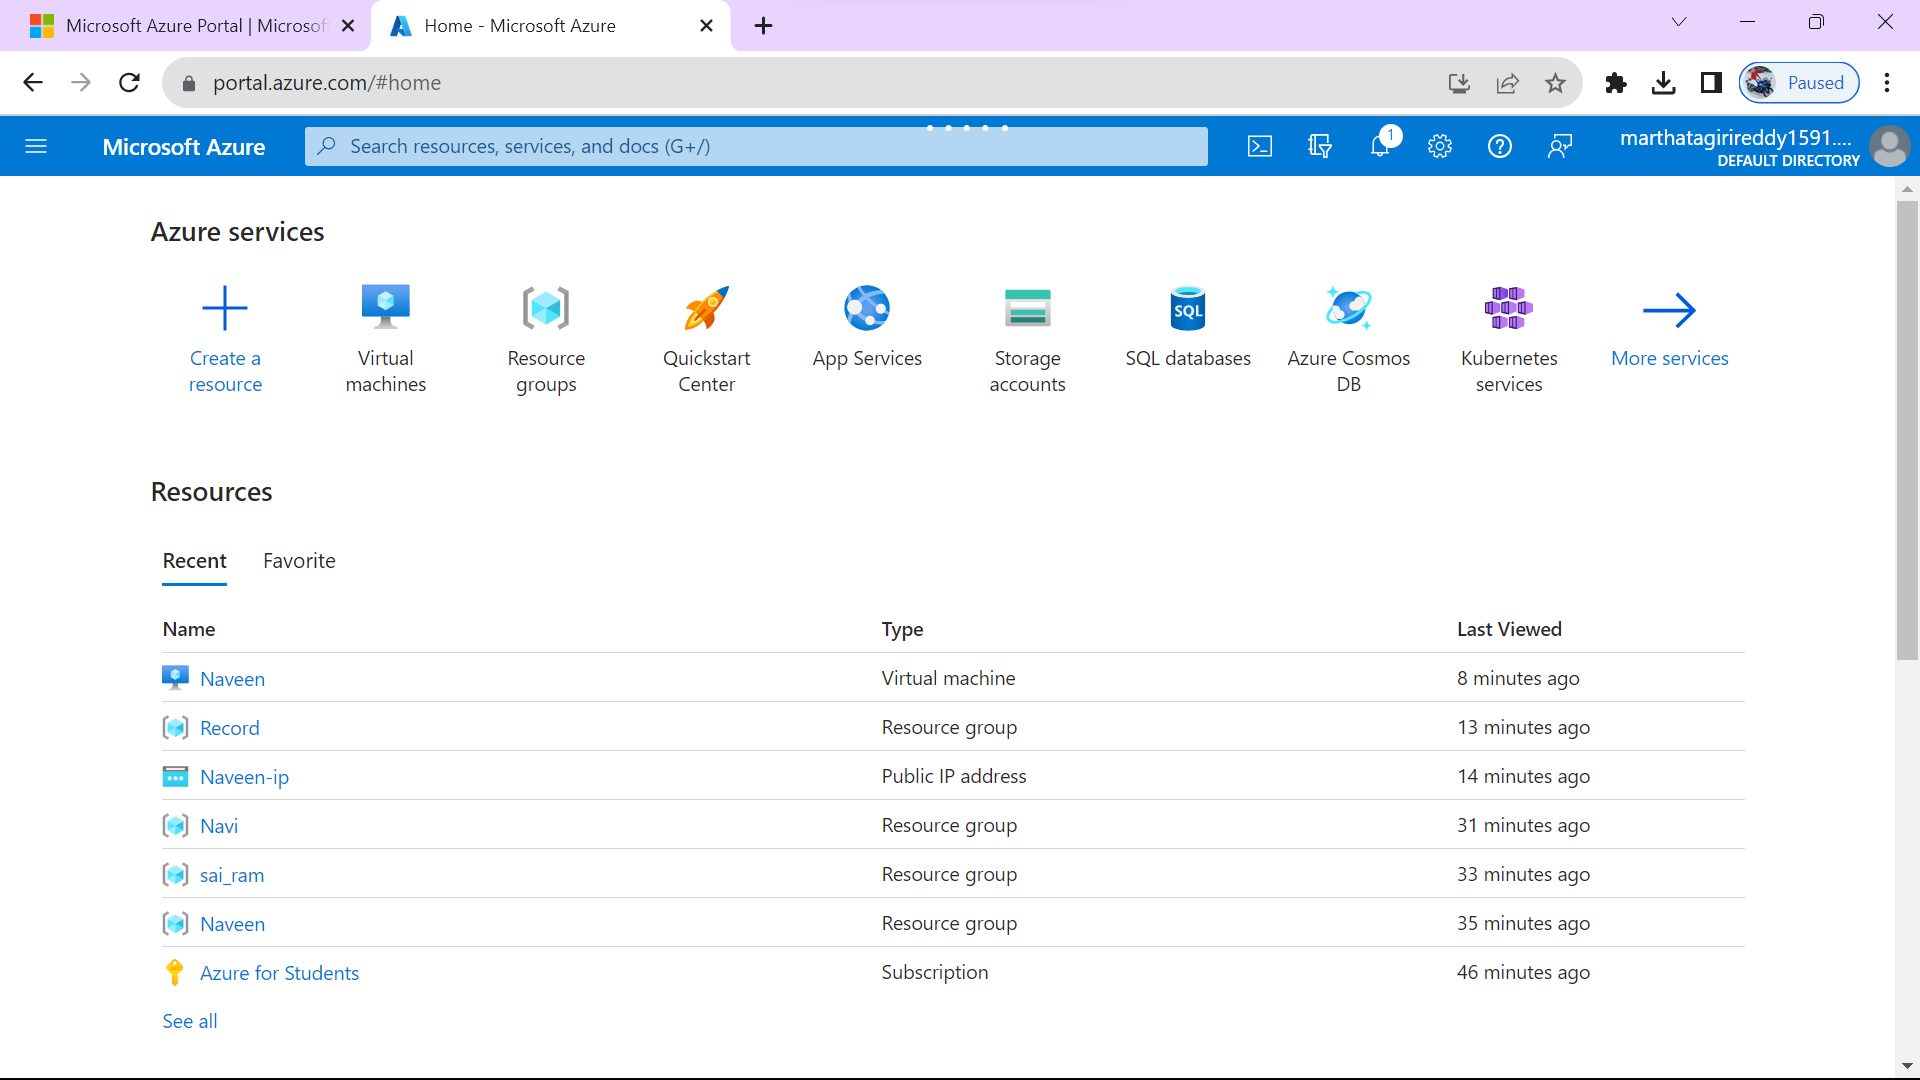 Microsoft Azure Portal | Microsof
Home - Microsoft Azure
portal.azure.com/#home
Paused
Microsoft Azure
Search resources, services, and docs (G+/)
1
marthatagirireddy1591....
DEFAULT DIRECTORY
Azure services
Create a resource
Virtual machines
Resource groups
Quickstart Center
App Services
Storage accounts
SQL
SQL databases
Azure Cosmos DB
Kubernetes services
More services
Resources
Recent Favorite
Name Type Last Viewed
Naveen Virtual machine 8 minutes ago
Record Resource group 13 minutes ago
Naveen-ip Public IP address 14 minutes ago
Navi Resource group 31 minutes ago
sai_ram Resource group 33 minutes ago
Naveen Resource group 35 minutes ago
Azure for Students Subscription 46 minutes ago
See all